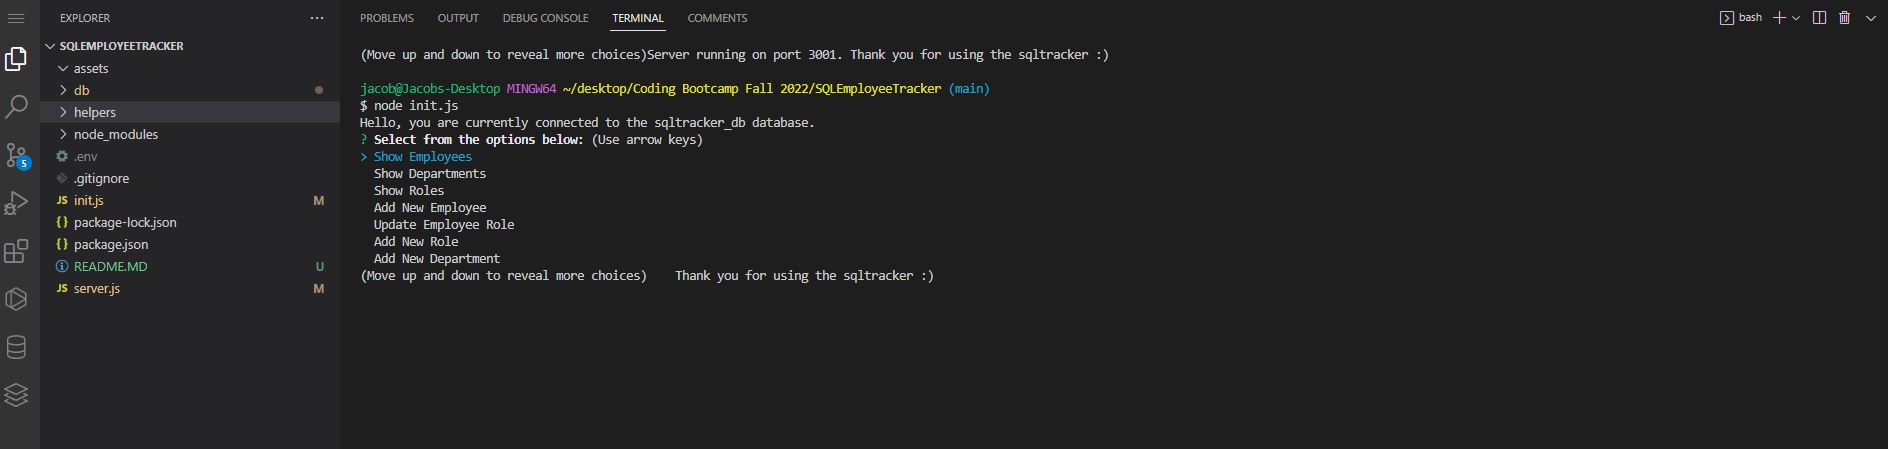 EXPLORER
SQLEMPLOYEETRACKER
assets
db
helpers
node_modules
.env
.gitignore
JS init.js M
{} package-lock.json
{} package.json
README.MD U
JS server.js M
5
PROBLEMS OUTPUT DEBUG CONSOLE TERMINAL COMMENTS
bash
(Move up and down to reveal more choices)Server running on port 3001. Thank you for using the sqltracker :)
jacob@Jacobs-Desktop MINGW64 ~/desktop/Coding Bootcamp Fall 2022/SQLEmployeeTracker (main)
$ node init.js
Hello, you are currently connected to the sqltracker_db database.
? Select from the options below: (Use arrow keys)
> Show Employees
Show Departments
Show Roles
Add New Employee
Update Employee Role
Add New Role
Add New Department
(Move up and down to reveal more choices)    Thank you for using the sqltracker :)